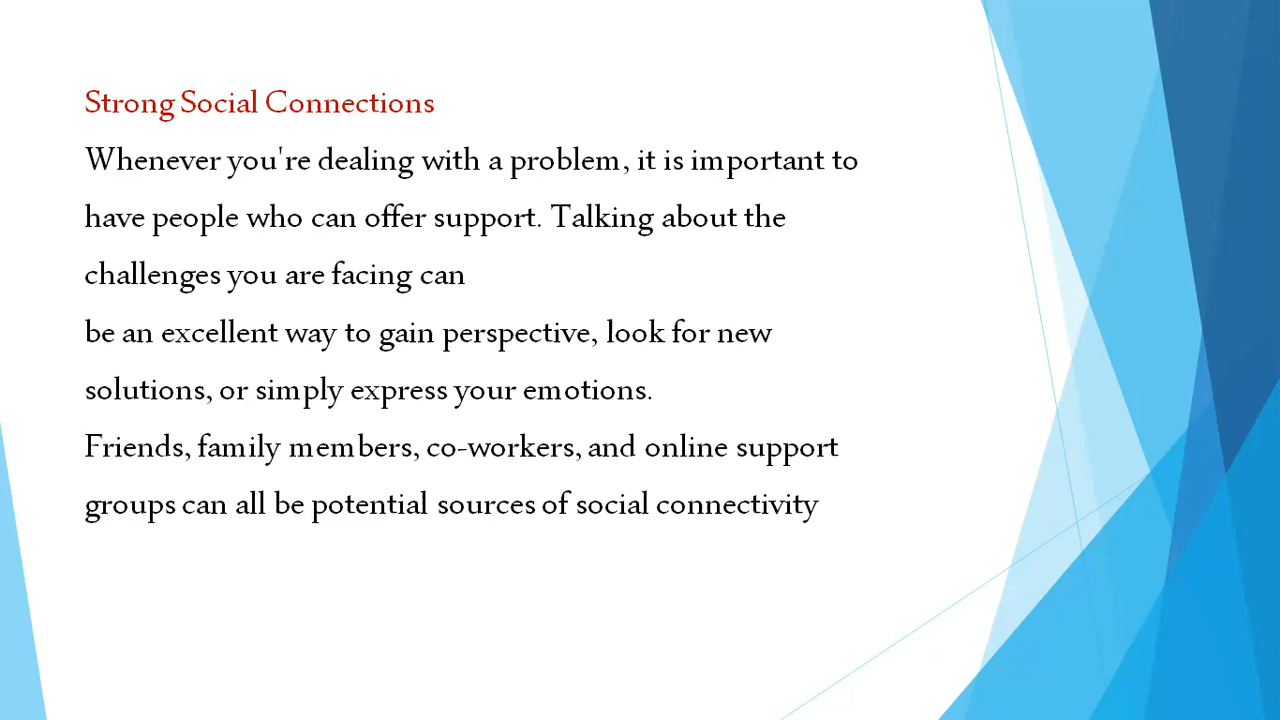 Strong Social Connections
Whenever you're dealing with a problem, it is important to
have people who can offer support. Talking about the
challenges you are facing can
be an excellent way to gain perspective, look for new
solutions, or simply express your emotions.
Friends, family members, co-workers, and online support
groups can all be potential sources of social connectivity